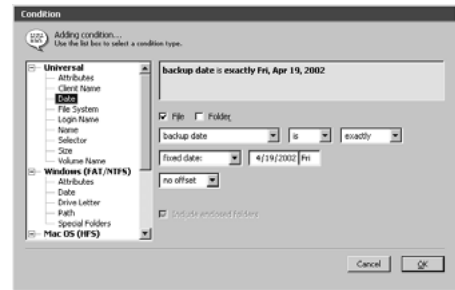 Condition
Adding condition...
Use the list box to select a condition type.
Universal
Attributes
Client Name
Date
File System
Login Name
Name
Selector
Size
Volume Name
Windows (FAT/NTFS)
Attributes
Date
Drive Letter
Path
Special Folders
Mac OS (HFS)
backup date is exactly Fri, Apr 19, 2002
File Folder
backup date is exactly
fixed date: 4/19/2002 Fri
no offset
Include enclosed folders
Cancel OK